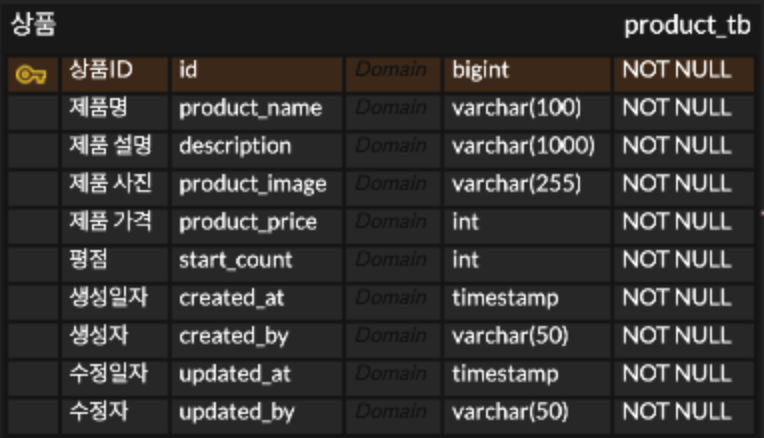 상품 product_tb
상품ID id Domain bigint NOT NULL
제품명 product_name Domain varchar(100) NOT NULL
제품 설명 description Domain varchar(1000) NOT NULL
제품 사진 product_image Domain varchar(255) NOT NULL
제품 가격 product_price Domain int NOT NULL
평점 start_count Domain int NOT NULL
생성일자 created_at Domain timestamp NOT NULL
생성자 created_by Domain varchar(50) NOT NULL
수정일자 updated_at Domain timestamp NOT NULL
수정자 updated_by Domain varchar(50) NOT NULL